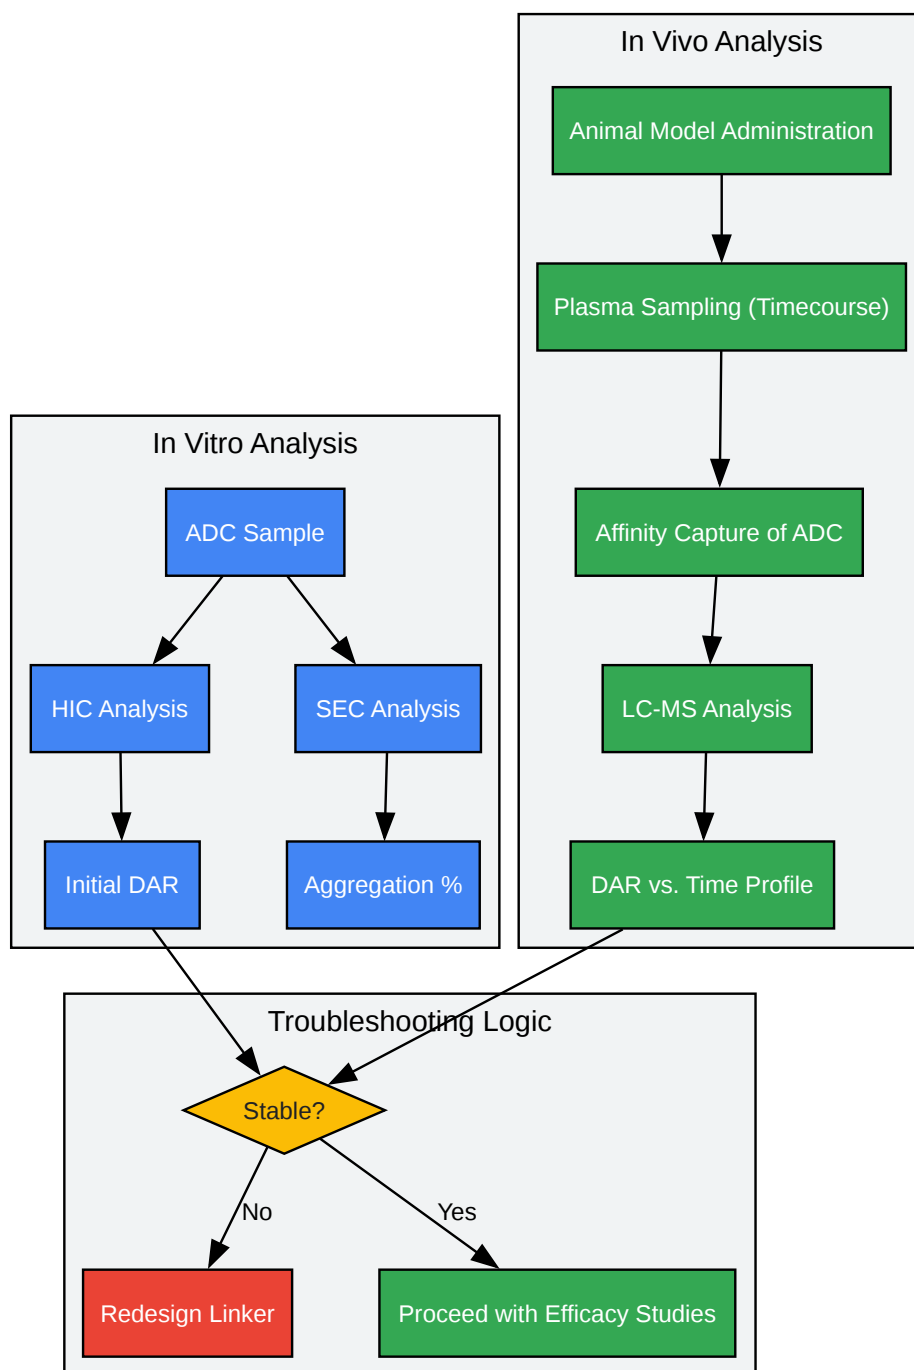 In Vivo Analysis
Animal Model Administration
Plasma Sampling (Timecourse)
Affinity Capture of ADC
LC-MS Analysis
DAR vs. Time Profile
In Vitro Analysis
ADC Sample
HIC Analysis
SEC Analysis
Initial DAR
Aggregation %
Troubleshooting Logic
Stable?
No
Yes
Redesign Linker
Proceed with Efficacy Studies